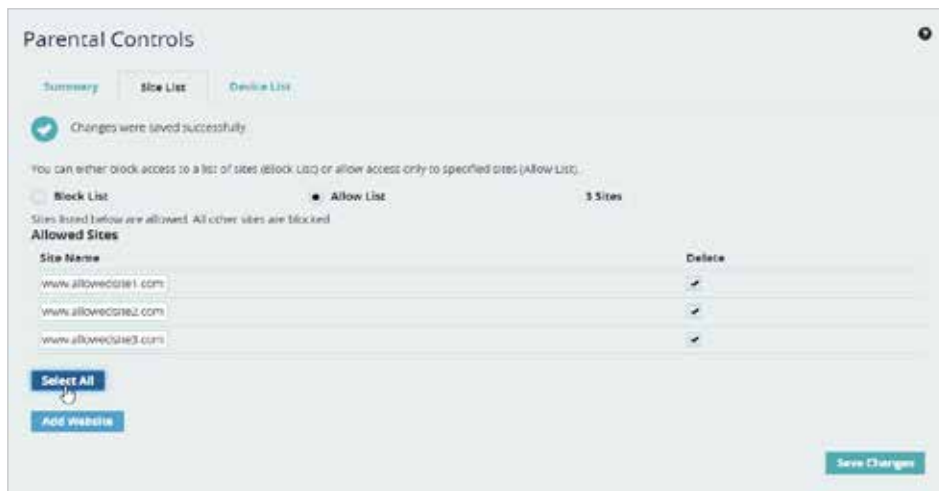 Parental Controls
Summary Site List Device List
Changes were saved successfully
You can either block access to a list of sites (Block List) or allow access only to specified sites (Allow List).
Block List Allow List 3 Sites
Sites listed below are allowed. All other sites are blocked
Allowed Sites
Site Name Delete
www.allowedsite1.com
www.allowedsite2.com
www.allowedsite3.com
Select All
Add Website
Save Changes